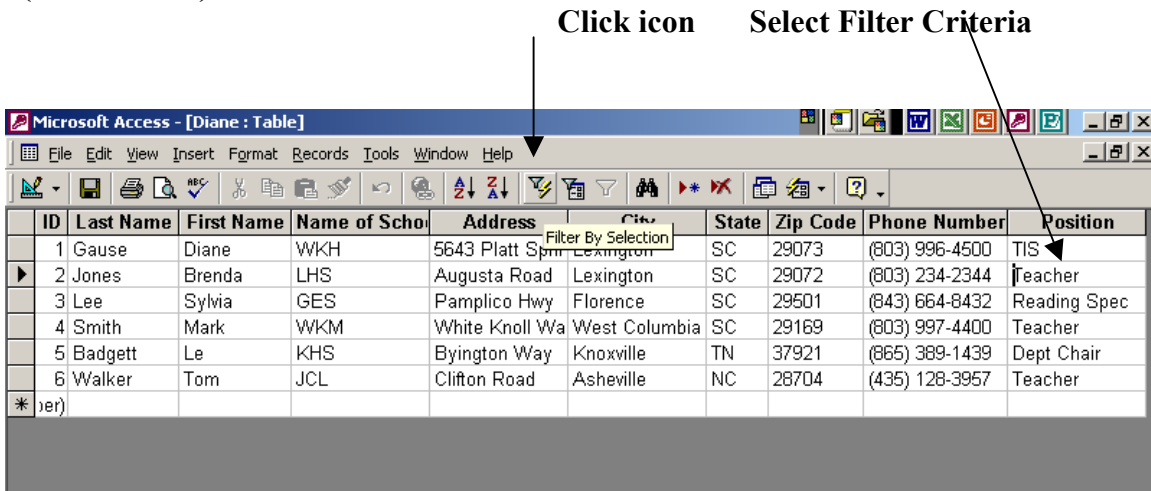 Click icon Select Filter Criteria
Microsoft Access - [Diane : Table]
File Edit View Insert Format Records Tools Window Help
ID Last Name First Name Name of Schoo Address City State Zip Code Phone Number Position
Filter By Selection
1 Gause Diane WKH 5643 Platt Spri Lexington SC 29073 (803) 996-4500 TIS
2 Jones Brenda LHS Augusta Road Lexington SC 29072 (803) 234-2344 Teacher
3 Lee Sylvia GES Pamplico Hwy Florence SC 29501 (843) 664-8432 Reading Spec
4 Smith Mark WKM White Knoll Wa West Columbia SC 29169 (803) 997-4400 Teacher
5 Badgett Le KHS Byington Way Knoxville TN 37921 (865) 389-1439 Dept Chair
6 Walker Tom JCL Clifton Road Asheville NC 28704 (435) 128-3957 Teacher
ber)